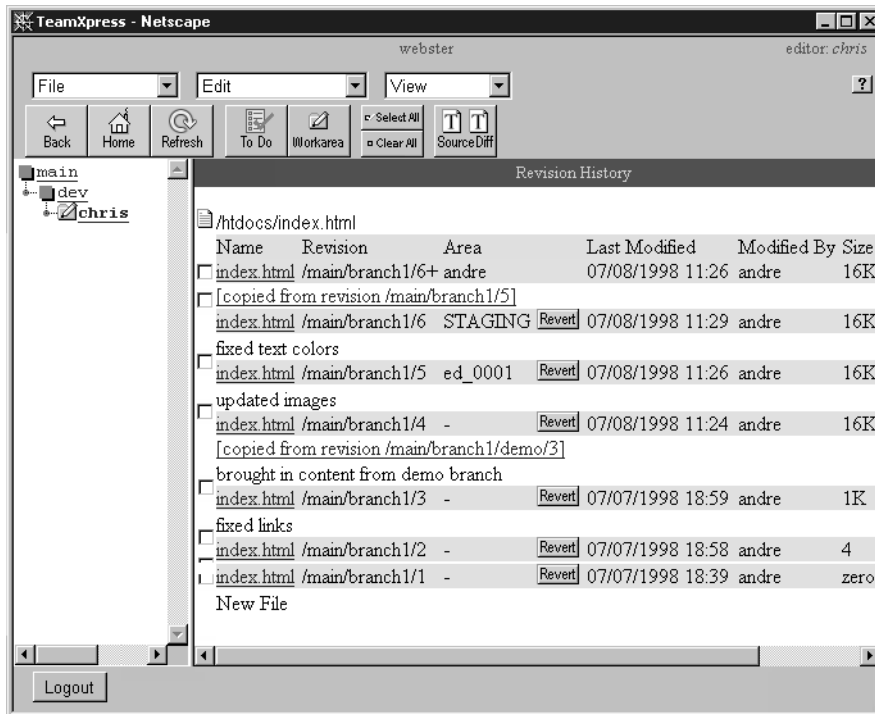 TeamXpress - Netscape
webster editor: chris
File Edit View ?
Back Home Refresh To Do Workarea Select All Clear All Source Diff
main
dev
chris
Revision History
/htdocs/index.html
Name Revision Area Last Modified Modified By Size
index.html /main/branch1/6+ andre 07/08/1998 11:26 andre 16K
[copied from revision /main/branch1/5]
index.html /main/branch1/6 STAGING Revert 07/08/1998 11:29 andre 16K
fixed text colors
index.html /main/branch1/5 ed_0001 Revert 07/08/1998 11:26 andre 16K
updated images
index.html /main/branch1/4 - Revert 07/08/1998 11:24 andre 16K
[copied from revision /main/branch1/demo/3]
brought in content from demo branch
index.html /main/branch1/3 - Revert 07/07/1998 18:59 andre 1K
fixed links
index.html /main/branch1/2 - Revert 07/07/1998 18:58 andre 4
index.html /main/branch1/1 - Revert 07/07/1998 18:39 andre zero
New File
Logout